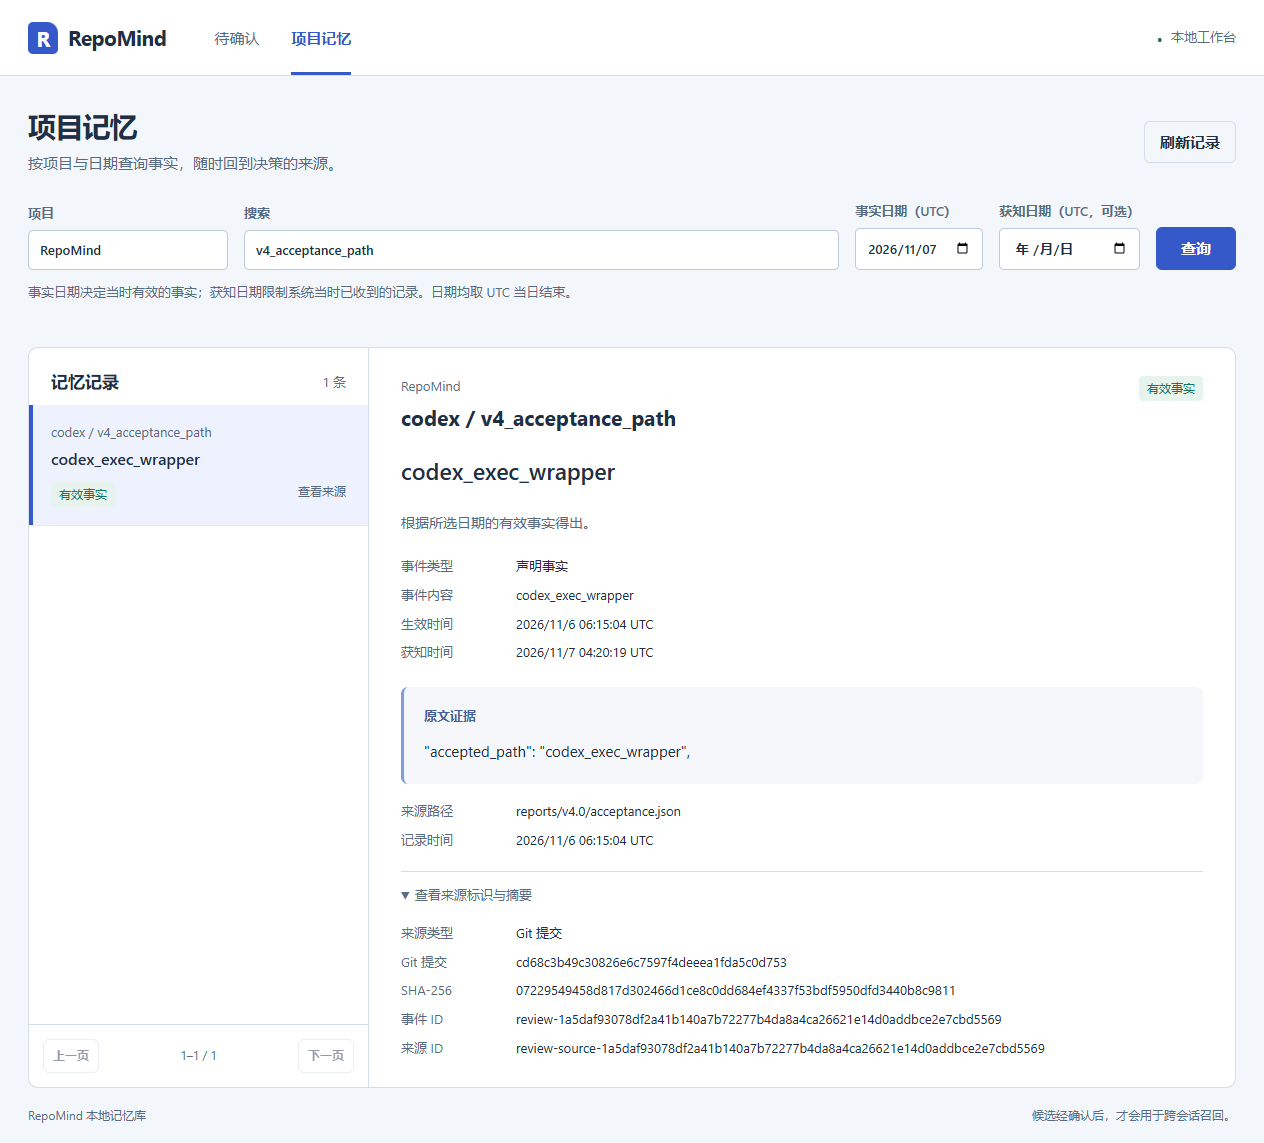 R RepoMind 待确认 项目记忆 • 本地工作台
项目记忆
按项目与日期查询事实，随时回到决策的来源。
刷新记录
项目 搜索 事实日期（UTC） 获知日期（UTC，可选）
RepoMind v4_acceptance_path 2026/11/07 年 /月/日 查询
事实日期决定当时有效的事实；获知日期限制系统当时已收到的记录。日期均取 UTC 当日结束。
记忆记录 1 条
codex / v4_acceptance_path
codex_exec_wrapper
有效事实 查看来源
上一页 1–1 / 1 下一页
RepoMind 有效事实
codex / v4_acceptance_path
codex_exec_wrapper
根据所选日期的有效事实得出。
事件类型 声明事实
事件内容 codex_exec_wrapper
生效时间 2026/11/6 06:15:04 UTC
获知时间 2026/11/7 04:20:19 UTC
原文证据
"accepted_path": "codex_exec_wrapper",
来源路径 reports/v4.0/acceptance.json
记录时间 2026/11/6 06:15:04 UTC
▼ 查看来源标识与摘要
来源类型 Git 提交
Git 提交 cd68c3b49c30826e6c7597f4deeea1fda5c0d753
SHA-256 07229549458d817d302466d1ce8c0dd684ef4337f53bdf5950dfd3440b8c9811
事件 ID review-1a5daf93078df2a41b140a7b72277b4da8a4ca26621e14d0addbce2e7cbd5569
来源 ID review-source-1a5daf93078df2a41b140a7b72277b4da8a4ca26621e14d0addbce2e7cbd5569
RepoMind 本地记忆库 候选经确认后，才会用于跨会话召回。